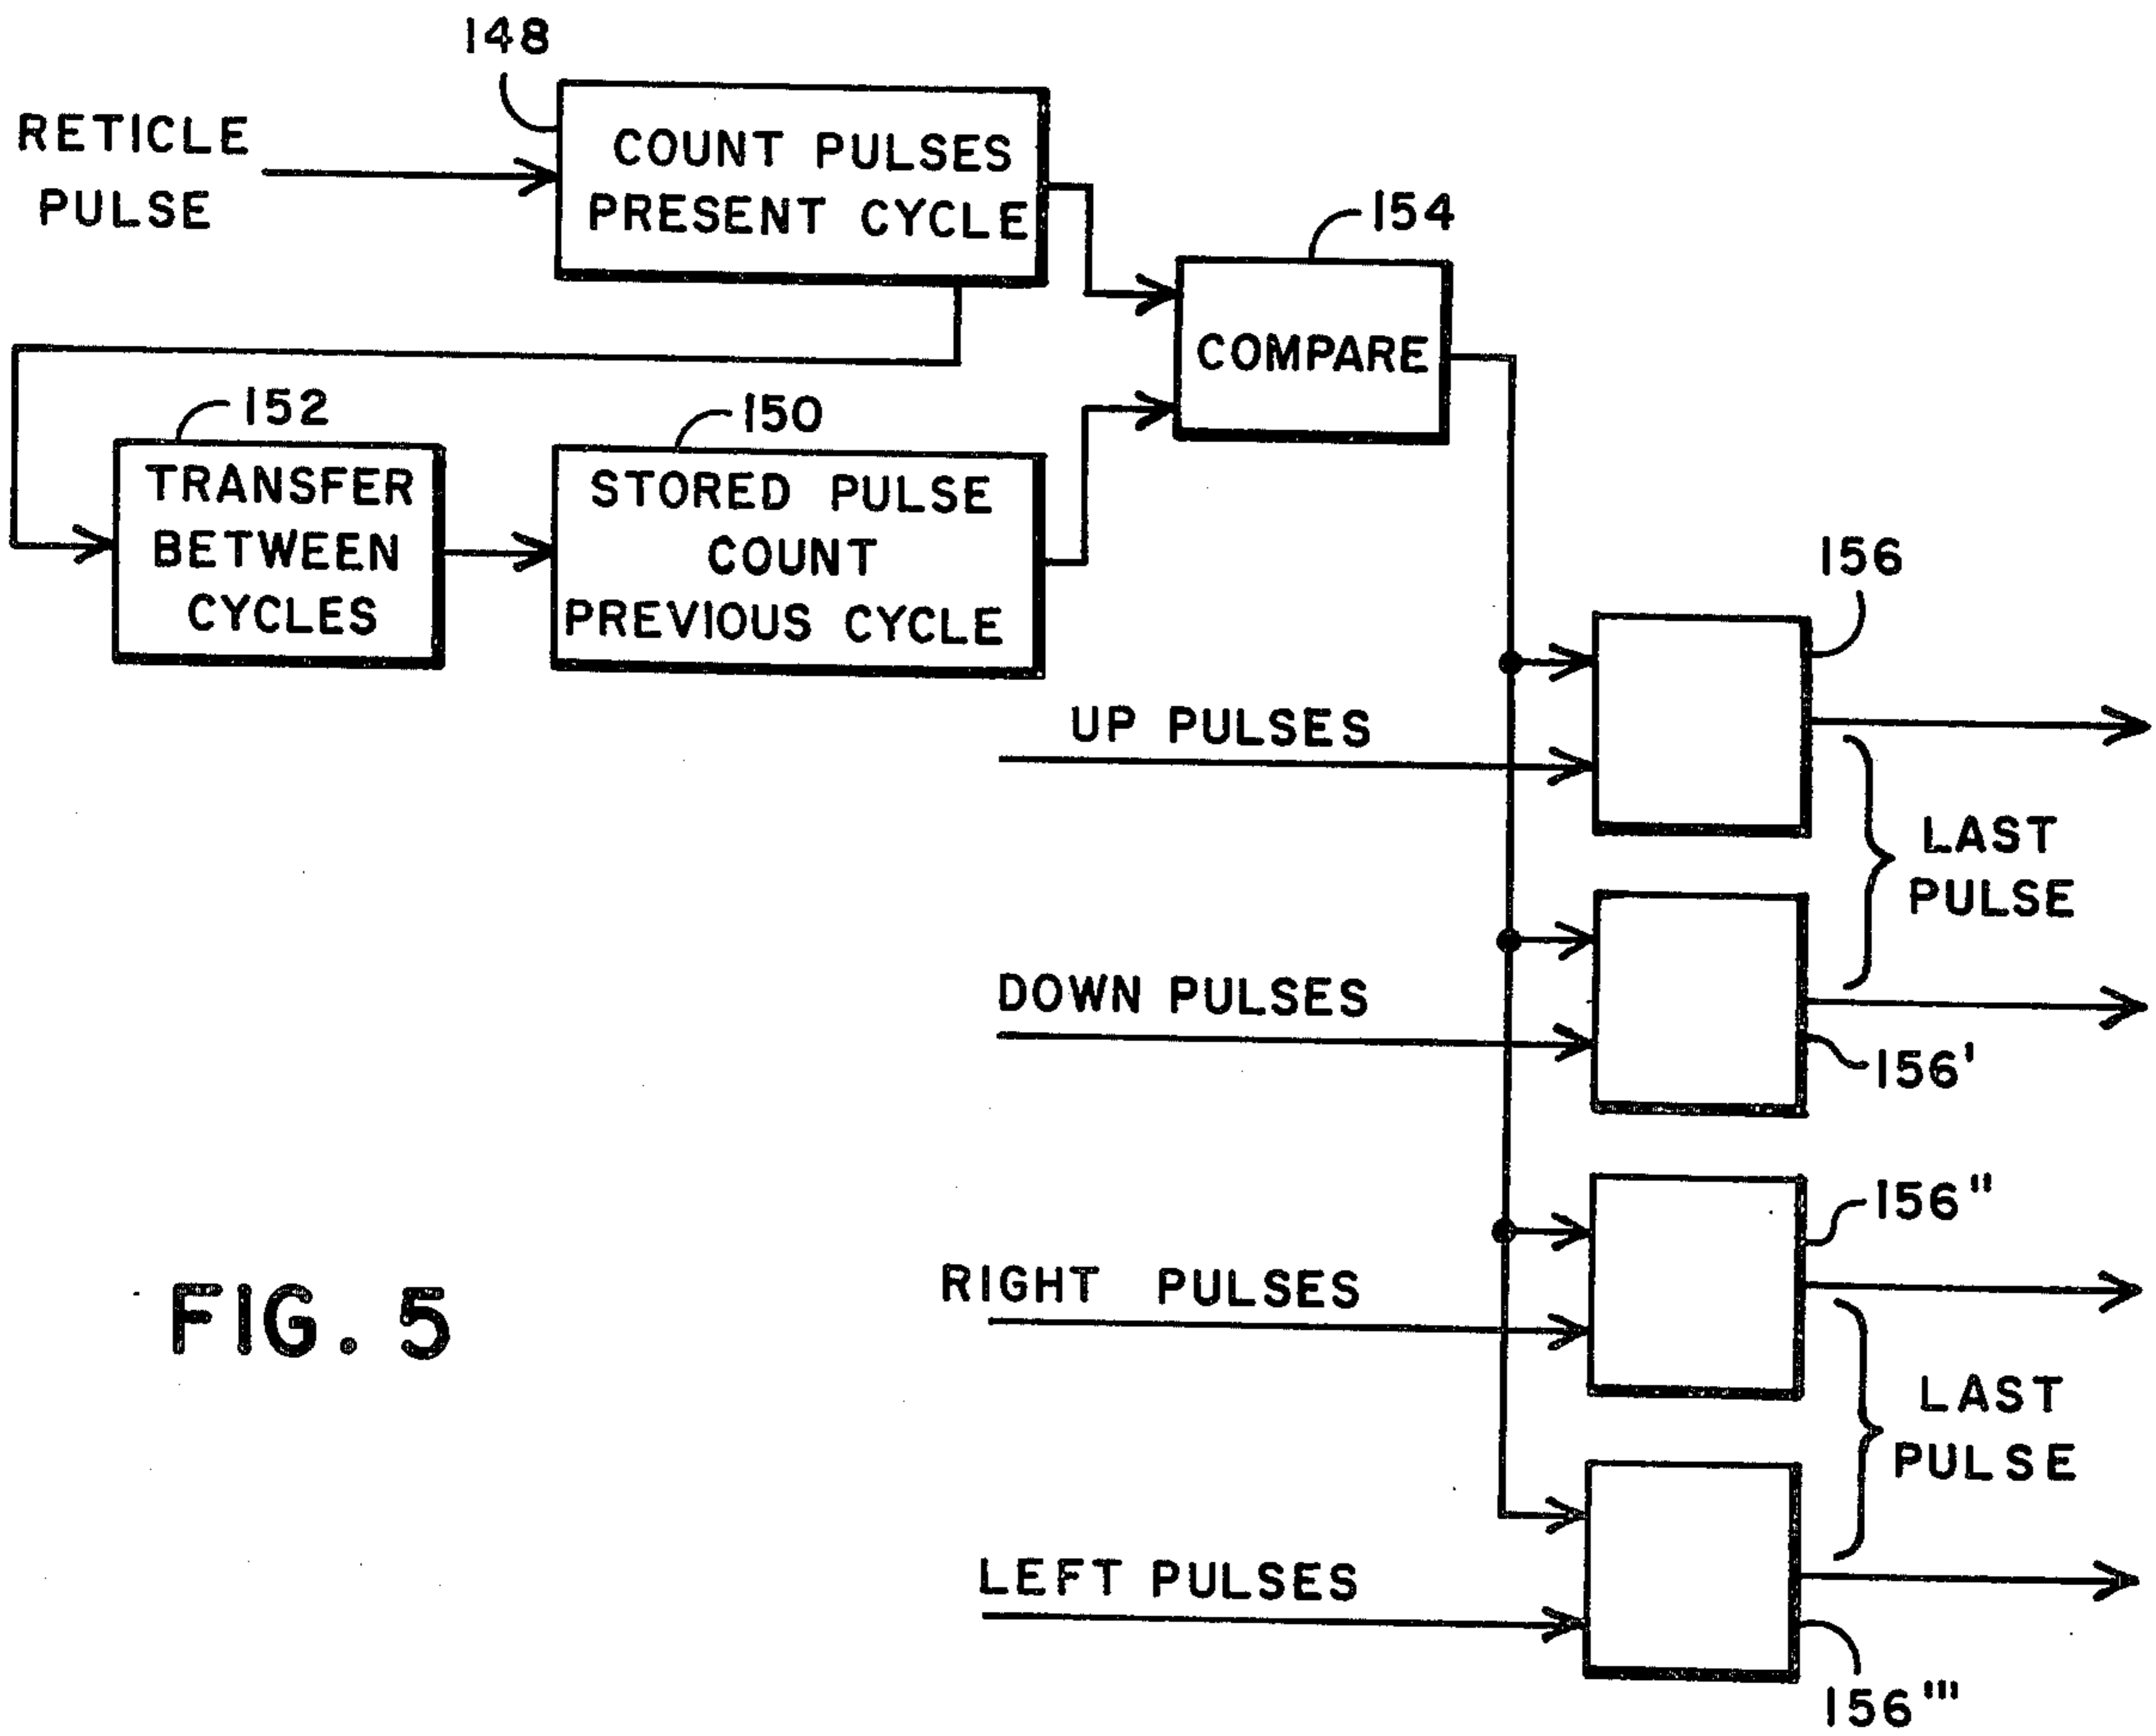 148
RETICLE
PULSE
COUNT PULSES
PRESENT CYCLE
154
COMPARE
152
TRANSFER
BETWEEN
CYCLES
150
STORED PULSE
COUNT
PREVIOUS CYCLE
156
UP PULSES
LAST
PULSE
DOWN PULSES
156'
156"
RIGHT PULSES
LAST
PULSE
LEFT PULSES
156'''
FIG. 5